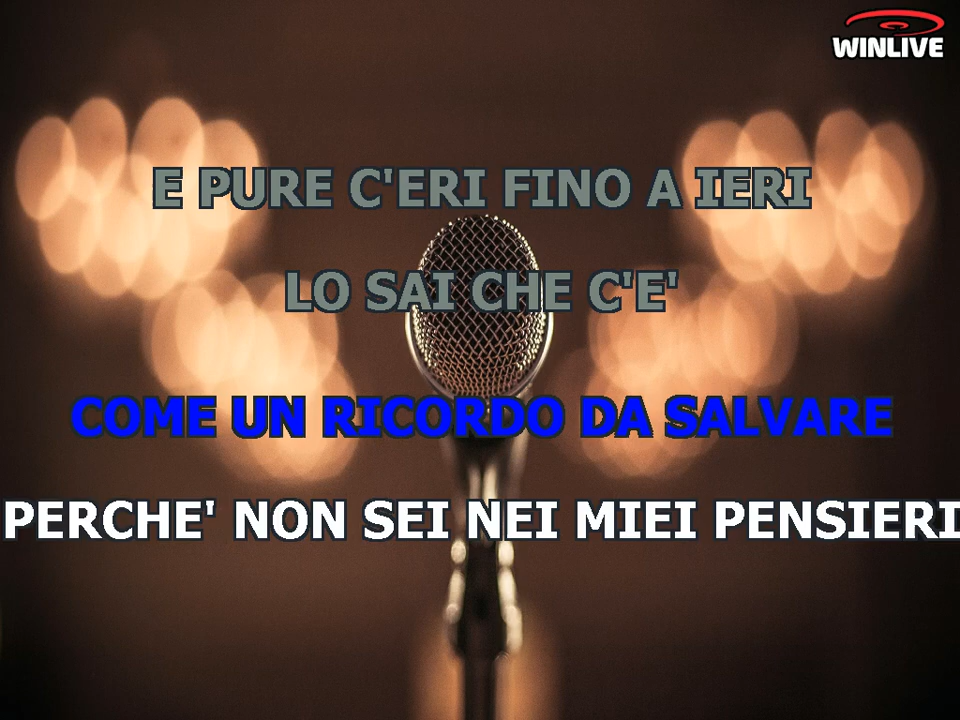 WINLIVE
E PURE C'ERI FINO A IERI
LO SAI CHE C'E'
COME UN RICORDO DA SALVARE
PERCHE' NON SEI NEI MIEI PENSIERI